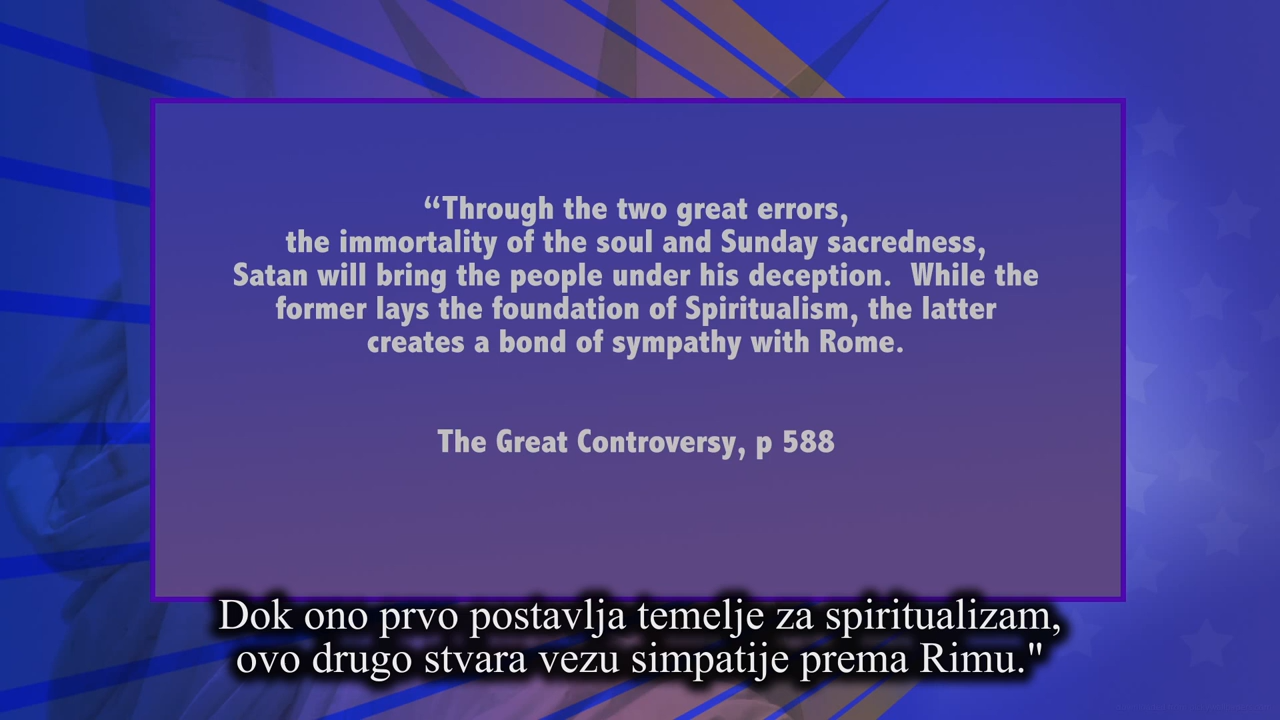 “Through the two great errors,
the immortality of the soul and Sunday sacredness,
Satan will bring the people under his deception.  While the
former lays the foundation of Spiritualism, the latter
creates a bond of sympathy with Rome.
The Great Controversy, p 588
Dok ono prvo postavlja temelje za spiritualizam,
ovo drugo stvara vezu simpatije prema Rimu."